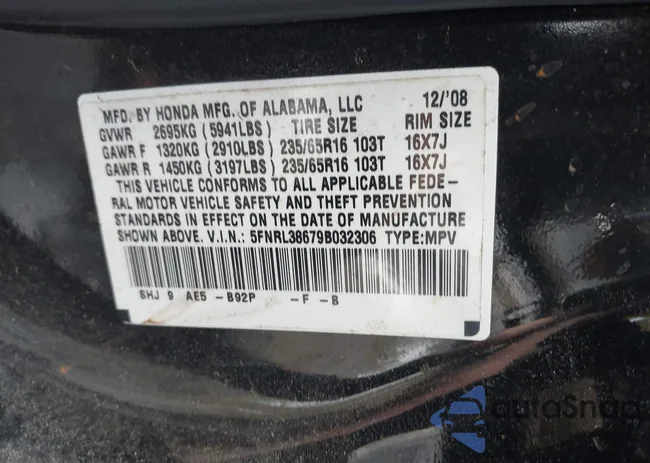 MFD. BY HONDA MFG. OF ALABAMA, LLC 12/'08
GVWR 2695KG (5941LBS) TIRE SIZE RIM SIZE
GAWR F 1320KG (2910LBS) 235/65R16 103T 16X7J
GAWR R 1450KG (3197LBS) 235/65R16 103T 16X7J
THIS VEHICLE CONFORMS TO ALL APPLICABLE FEDE-
RAL MOTOR VEHICLE SAFETY AND THEFT PREVENTION
STANDARDS IN EFFECT ON THE DATE OF MANUFACTURE
SHOWN ABOVE. V.I.N.: 5FNRL38679B032306 TYPE:MPV
SHJ 9 AE5 -B92P -F -B
autoSnap